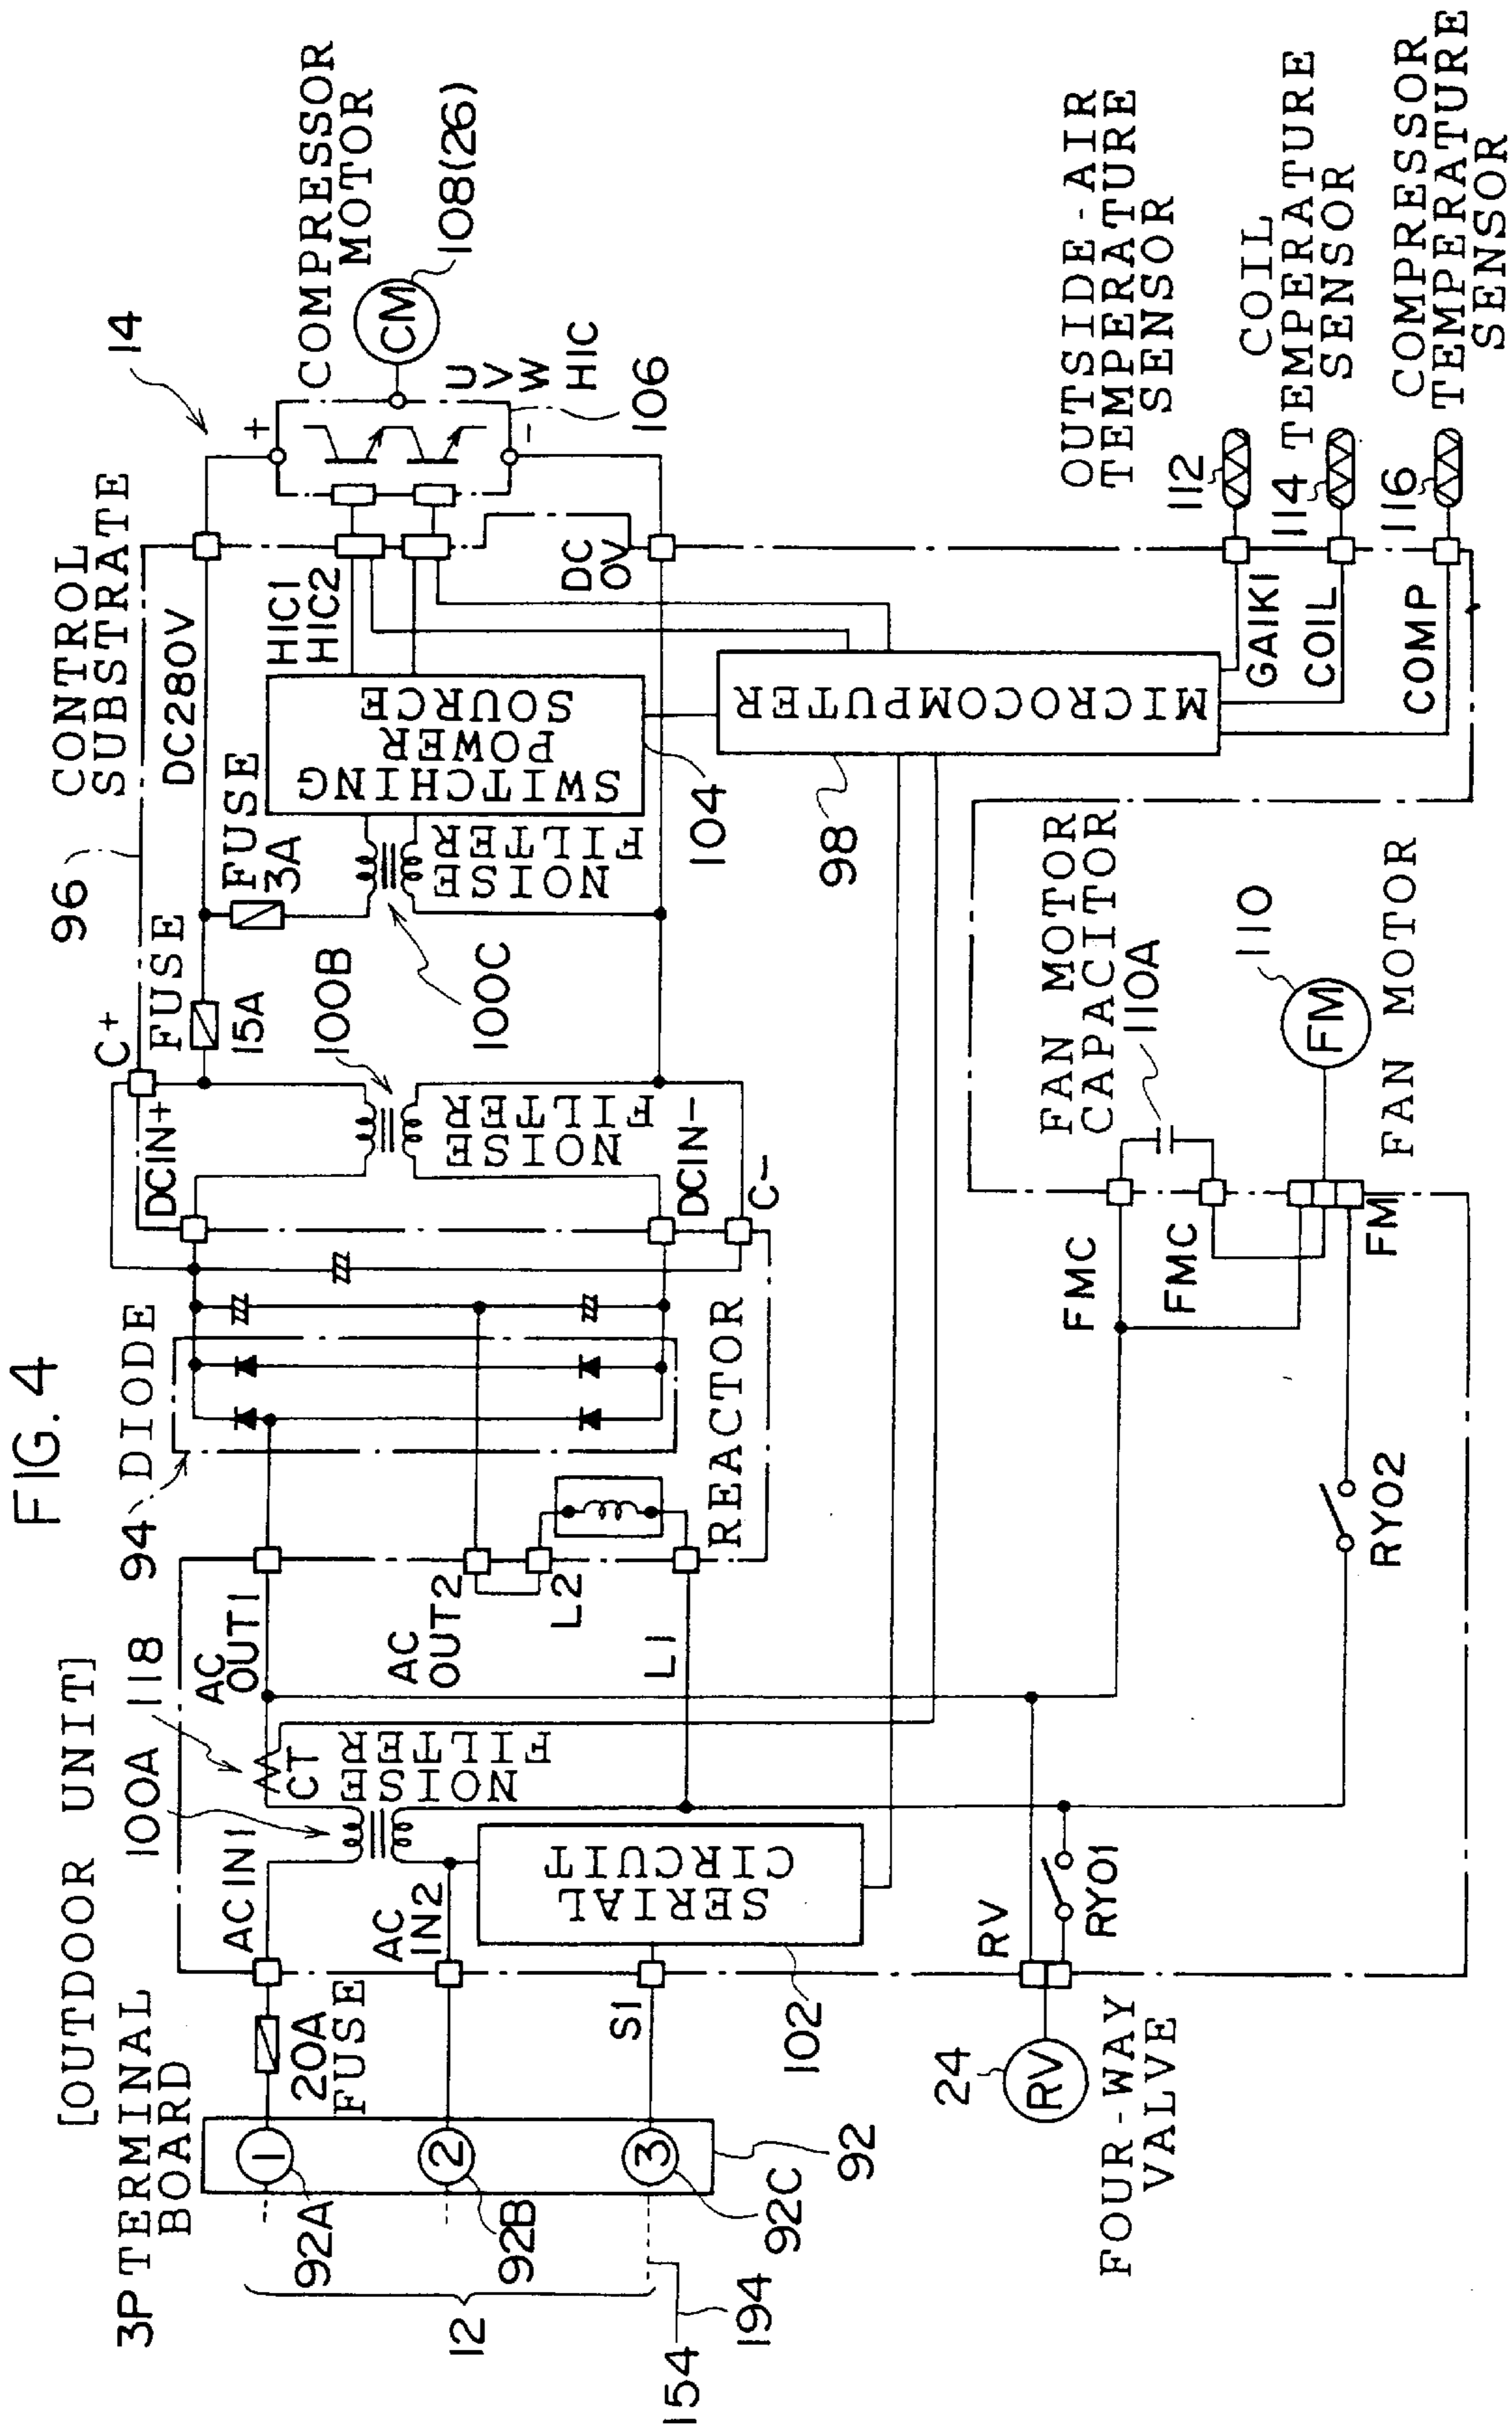 FIG. 4
[OUTDOOR UNIT]
3P TERMINAL
BOARD
92A
1
92B
2
92C
3
92
12
154
194
20A
FUSE
S1
AC IN1
AC
IN2
100A
118
CT
NOISE
FILTER
SERIAL
CIRCUIT
102
AC
OUT1
AC
OUT2
L2
L1
REACTOR
94
DIODE
DCIN+
DCIN-
C+
C-
NOISE
FILTER
100B
FUSE
15A
96
CONTROL
SUBSTRATE
FUSE
3A
100C
NOISE
FILTER
DC280V
SWITCHING
POWER
SOURCE
104
HIC1
HIC2
DC
0V
14
+
-
U
V
W
HIC
106
COMPRESSOR
MOTOR
CM
108(26)
MICROCOMPUTER
98
GAIKI
COIL
COMP
112
OUTSIDE-AIR
TEMPERATURE
SENSOR
114
COIL
TEMPERATURE
SENSOR
116
COMPRESSOR
TEMPERATURE
SENSOR
24
RV
FOUR-WAY
VALVE
RV
RY01
RY02
FMC
FMC
FM
FAN MOTOR
CAPACITOR
110A
110
FM
FAN MOTOR